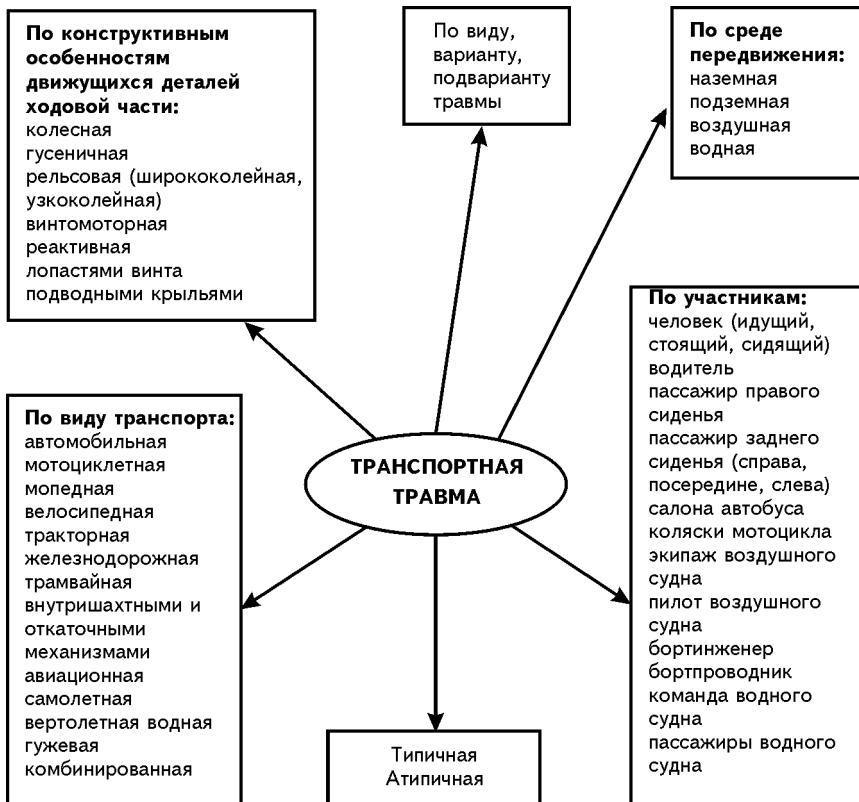 По конструктивным
особенностям
движущихся деталей
ходовой части:
колесная
гусеничная
рельсовая (ширококолейная,
узкоколейная)
винтомоторная
реактивная
лопастями винта
подводными крыльями
По виду,
варианту,
подварианту
травмы
По среде
передвижения:
наземная
подземная
воздушная
водная
По виду транспорта:
автомобильная
мотоциклетная
мопедная
велосипедная
тракторная
железнодорожная
трамвайная
внутришахтными и
откаточными
механизмами
авиационная
самолетная
вертолетная водная
гужевая
комбинированная
ТРАНСПОРТНАЯ
ТРАВМА
Типичная
Атипичная
По участникам:
человек (идущий,
стоящий, сидящий)
водитель
пассажир правого
сиденья
пассажир заднего
сиденья (справа,
посередине, слева)
салона автобуса
коляски мотоцикла
экипаж воздушного
судна
пилот воздушного
судна
бортинженер
бортпроводник
команда водного
судна
пассажиры водного
судна